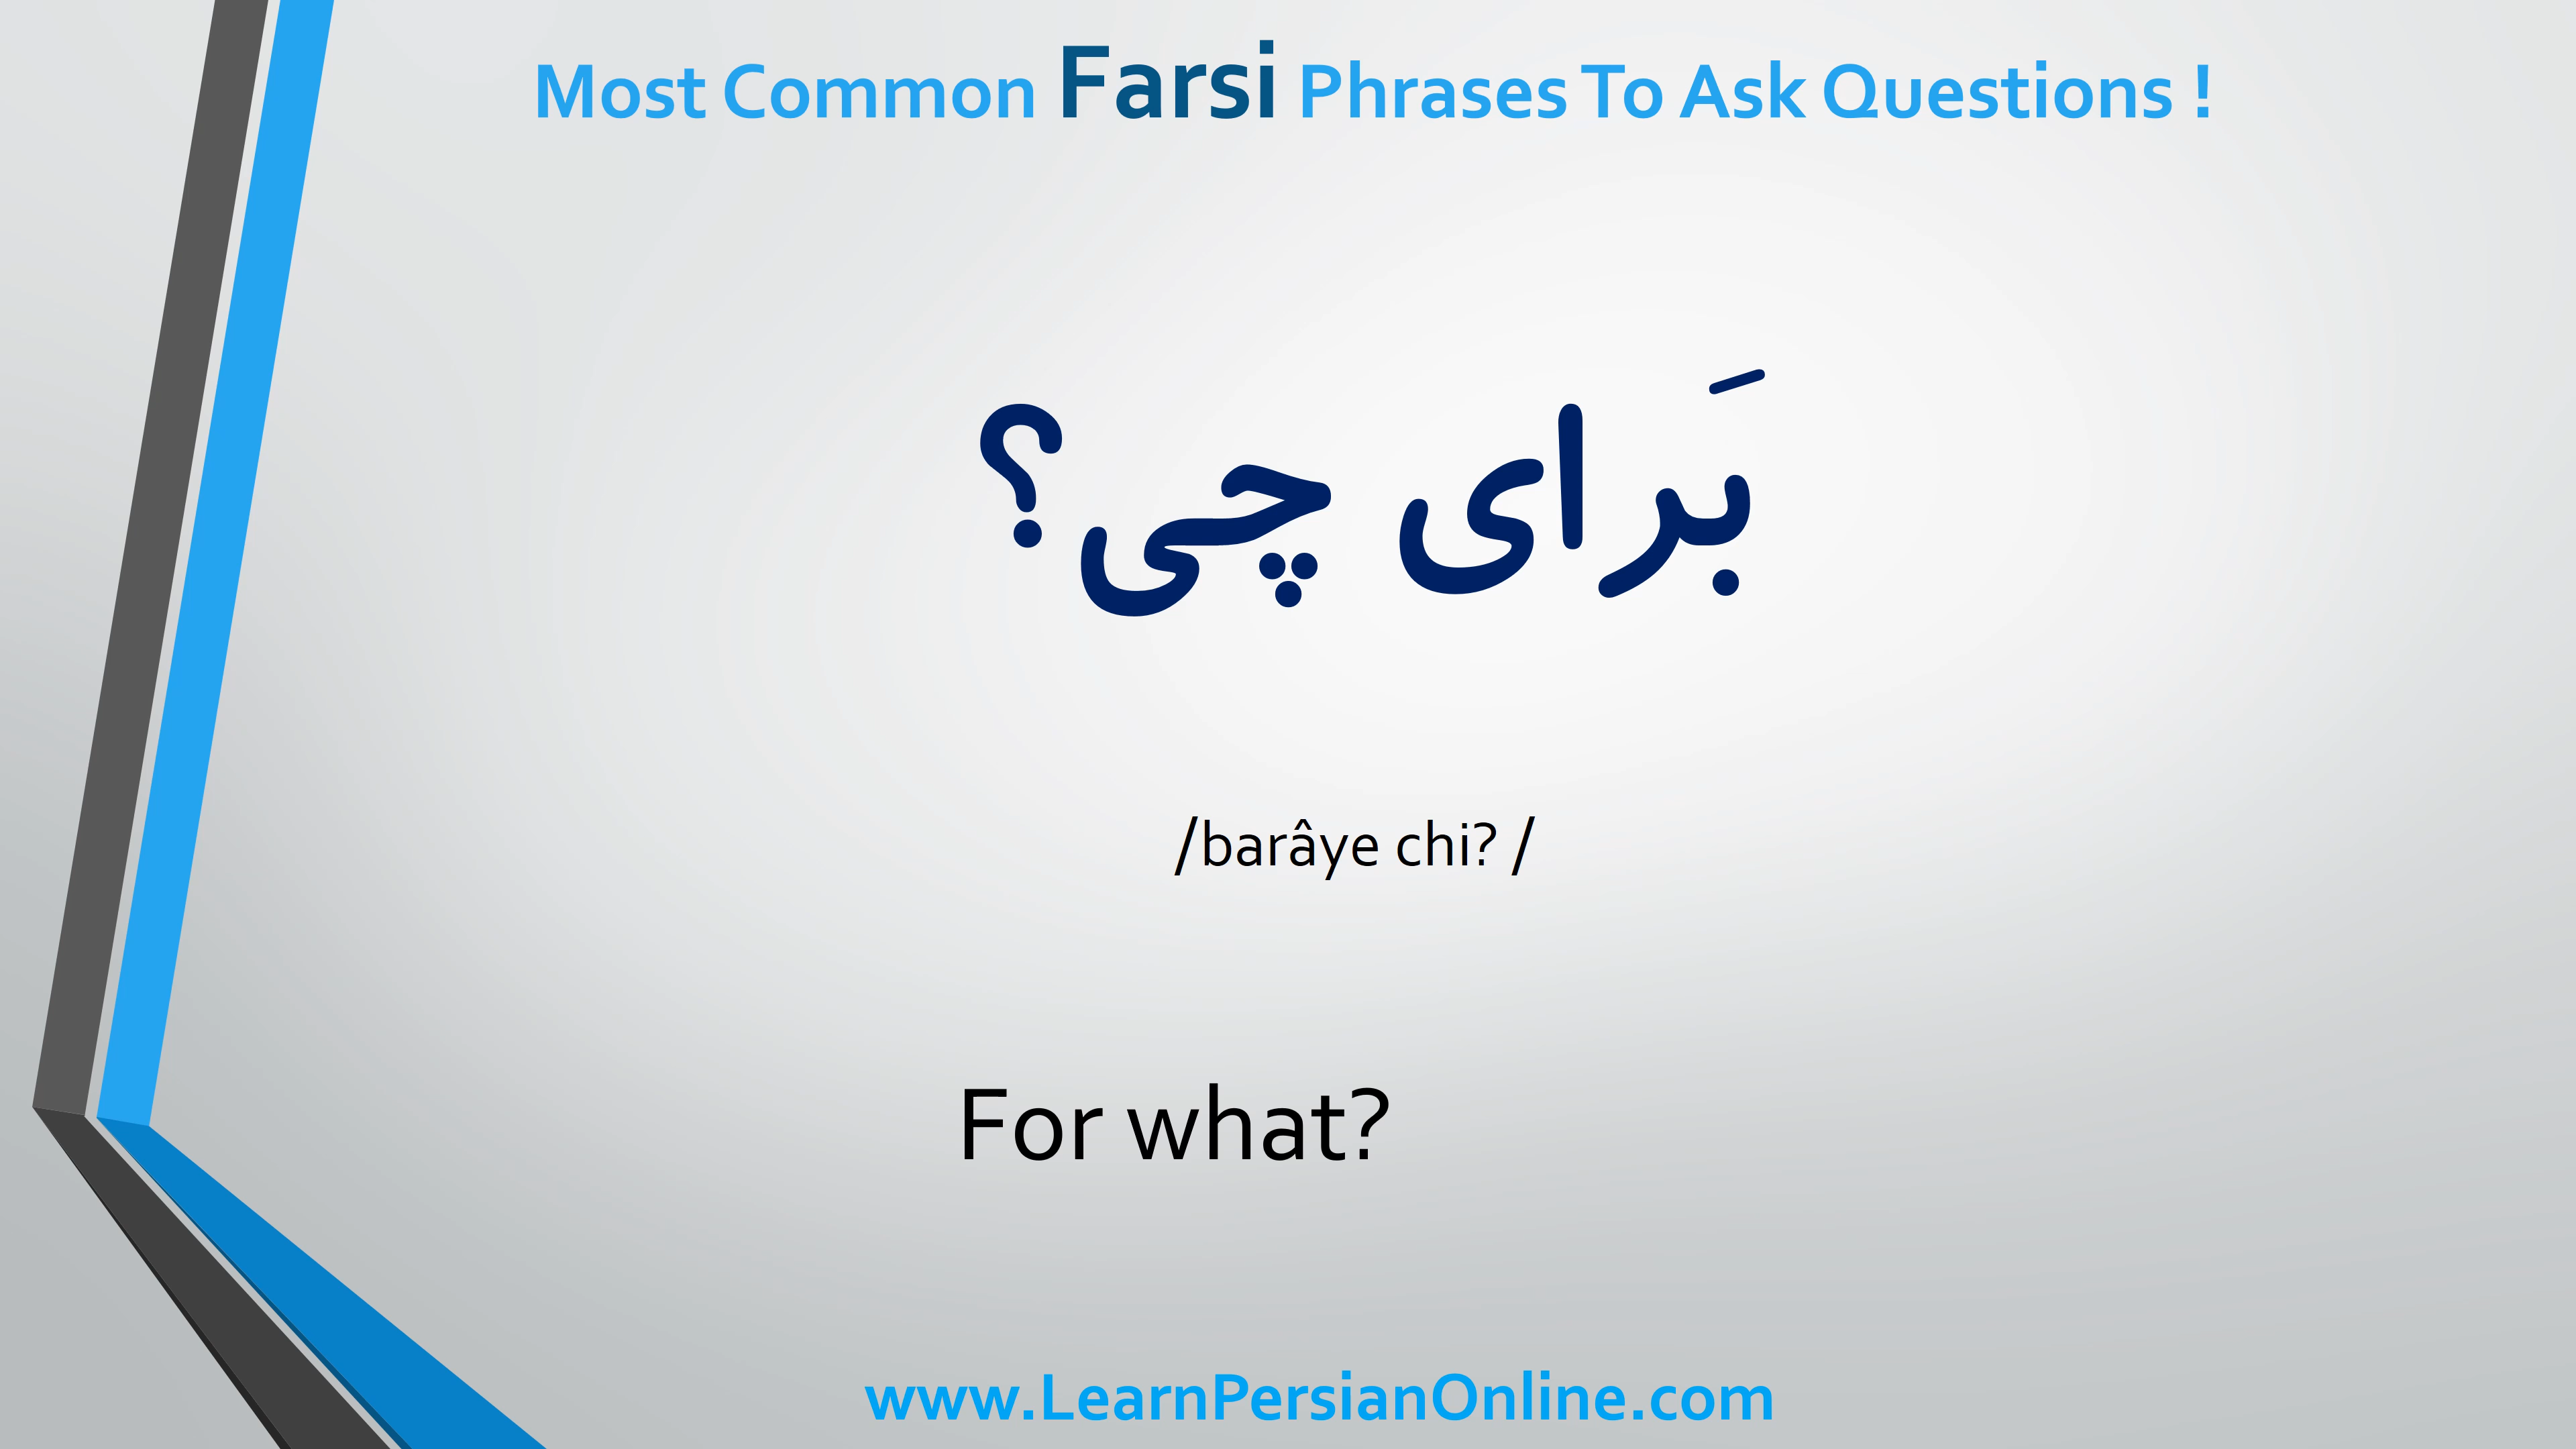 Most Common Farsi Phrases To Ask Questions !
بَرای چی؟
/barâye chi? /
For what?
www.LearnPersianOnline.com